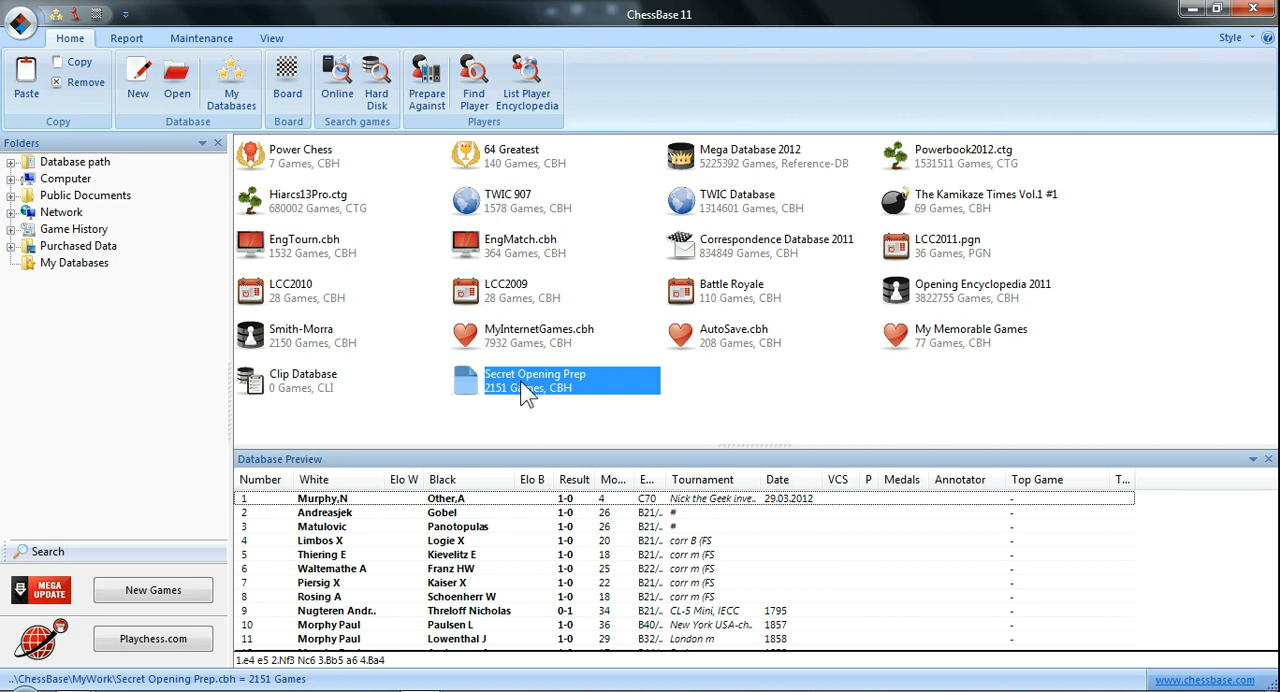 ChessBase 11
Home Report Maintenance View Style
Paste Copy Remove New Open My Databases Board Online Hard Disk Prepare Against Find Player List Player Encyclopedia
Copy Database Board Search games Players
Folders
Database path
Computer
Public Documents
Network
Game History
Purchased Data
My Databases
Search
MEGA UPDATE New Games
Playchess.com
Power Chess 64 Greatest Mega Database 2012 Powerbook2012.ctg
7 Games, CBH 140 Games, CBH 5225392 Games, Reference-DB 1531511 Games, CTG
Hiarcs13Pro.ctg TWIC 907 TWIC Database The Kamikaze Times Vol.1 #1
680002 Games, CTG 1578 Games, CBH 1314601 Games, CBH 69 Games, CBH
EngTourn.cbh EngMatch.cbh Correspondence Database 2011 LCC2011.pgn
1532 Games, CBH 364 Games, CBH 834849 Games, CBH 36 Games, PGN
LCC2010 LCC2009 Battle Royale Opening Encyclopedia 2011
28 Games, CBH 28 Games, CBH 110 Games, CBH 3822755 Games, CBH
Smith-Morra MyInternetGames.cbh AutoSave.cbh My Memorable Games
2150 Games, CBH 7932 Games, CBH 208 Games, CBH 77 Games, CBH
Clip Database Secret Opening Prep
0 Games, CLI 2151 Games, CBH
Database Preview
Number White Elo W Black Elo B Result Mo... E... Tournament Date VCS P Medals Annotator Top Game T...
1 Murphy,N Other,A 1-0 4 C70 Nick the Geek inve.. 29.03.2012 -
2 Andreasjek Gobel 1-0 26 B21/.. # -
3 Matulovic Panotopulas 1-0 26 B21/.. # -
4 Limbos X Logie X 1-0 20 B21/.. corr B (FS -
5 Thiering E Kievelitz E 1-0 18 B21/.. corr m (FS -
6 Waltemathe A Franz HW 1-0 25 B22/.. corr m (FS -
7 Piersig X Kaiser X 1-0 22 B21/.. corr m (FS -
8 Rosing A Schoenherr W 1-0 18 B21/.. corr m (FS -
9 Nugteren Andr.. Threloff Nicholas 0-1 34 B21/.. CL-5 Mini, IECC 1795 -
10 Morphy Paul Paulsen L 1-0 36 B40/.. New York USA-ch.. 1857 -
11 Morphy Paul Lowenthal J 1-0 29 B32/.. London m 1858 -
1.e4 e5 2.Nf3 Nc6 3.Bb5 a6 4.Ba4
..\ChessBase\MyWork\Secret Opening Prep.cbh = 2151 Games www.chessbase.com